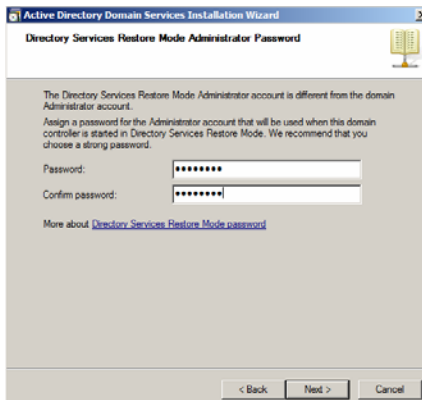 Active Directory Domain Services Installation Wizard
Directory Services Restore Mode Administrator Password
The Directory Services Restore Mode Administrator account is different from the domain
Administrator account.
Assign a password for the Administrator account that will be used when this domain
controller is started in Directory Services Restore Mode. We recommend that you
choose a strong password.
Password: ••••••••
Confirm password: ••••••••
More about Directory Services Restore Mode password
< Back Next > Cancel